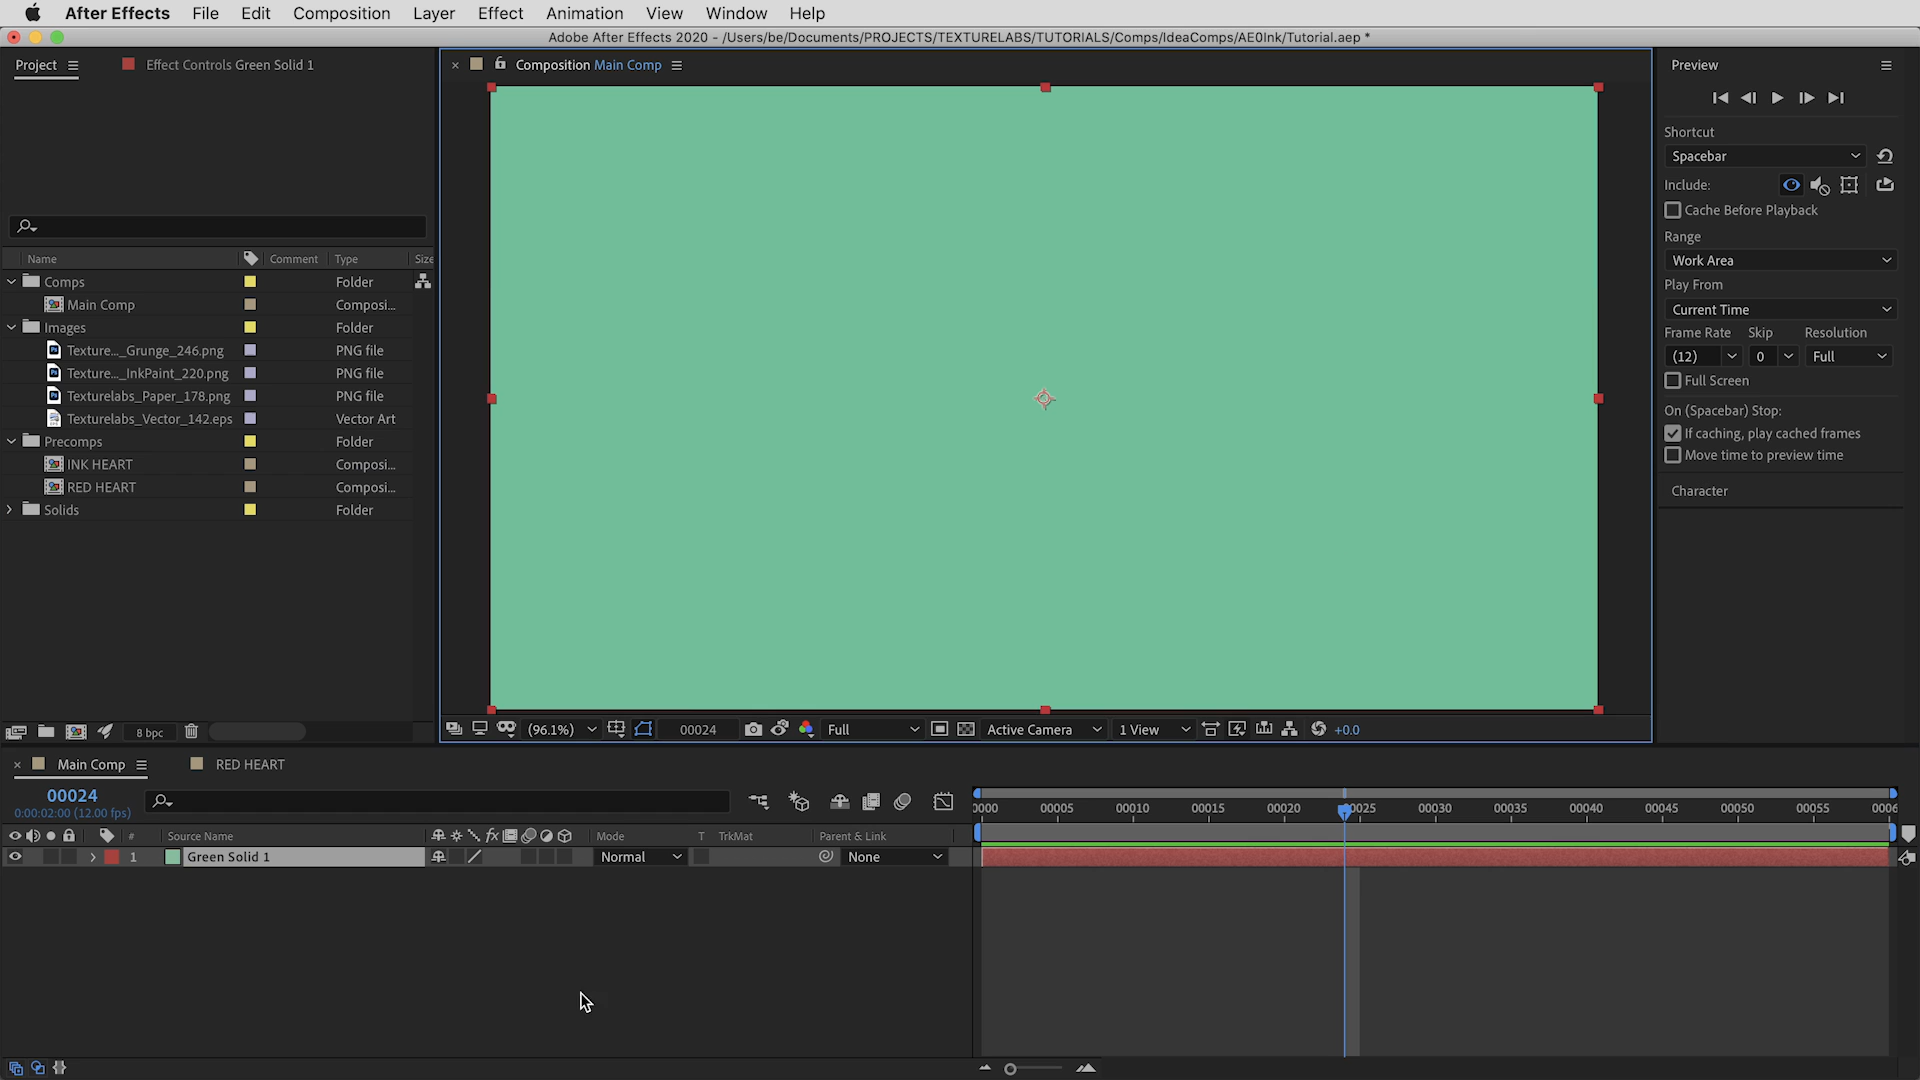 After Effects File Edit Composition Layer Effect Animation View Window Help
Adobe After Effects 2020 - /Users/be/Documents/PROJECTS/TEXTURELABS/TUTORIALS/Comps/IdeaComps/AE0Ink/Tutorial.aep *
Project
Effect Controls Green Solid 1
Name Comment Type Size
Comps Folder
Main Comp Composi...
Images Folder
Texture..._Grunge_246.png PNG file
Texture..._InkPaint_220.png PNG file
Texturelabs_Paper_178.png PNG file
Texturelabs_Vector_142.eps Vector Art
Precomps Folder
INK HEART Composi...
RED HEART Composi...
Solids Folder
8 bpc
Composition Main Comp
(96.1%) 00024 Full Active Camera 1 View +0.0
Preview
Shortcut
Spacebar
Include:
Cache Before Playback
Range
Work Area
Play From
Current Time
Frame Rate Skip Resolution
(12) 0 Full
Full Screen
On (Spacebar) Stop:
If caching, play cached frames
Move time to preview time
Character
Main Comp
RED HEART
00024
0:00:02:00 (12.00 fps)
# Source Name fx Mode T TrkMat Parent & Link
1 Green Solid 1 Normal None
0000 00005 00010 00015 00020 00025 00030 00035 00040 00045 00050 00055 0006